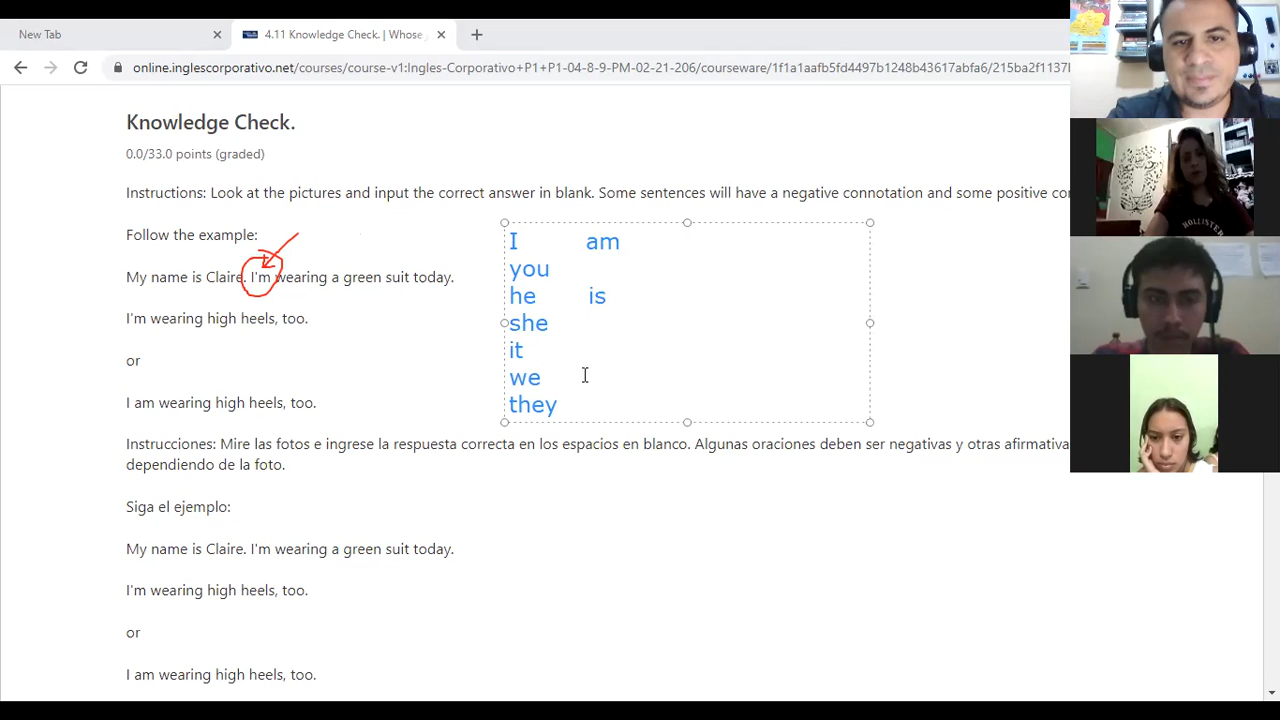 New Tab
4.11 Knowledge Check. | Whose
online.inglescorporativo.net/courses/course-v1:Ingles-Corporativo+P1+P1-04-8-9-PM-02-21-206/courseware/1f1a1aafb5fd4497b1248b43617abfa6/215ba2f1137
Knowledge Check.
0.0/33.0 points (graded)
Instructions: Look at the pictures and input the correct answer in blank. Some sentences will have a negative connotation and some positive co
Follow the example:
My name is Claire. I'm wearing a green suit today.
I'm wearing high heels, too.
or
I am wearing high heels, too.
I am
you
he is
she
it
we
they
Instrucciones: Mire las fotos e ingrese la respuesta correcta en los espacios en blanco. Algunas oraciones deben ser negativas y otras afirmativa
dependiendo de la foto.
Siga el ejemplo:
My name is Claire. I'm wearing a green suit today.
I'm wearing high heels, too.
or
I am wearing high heels, too.
HOLLISTER